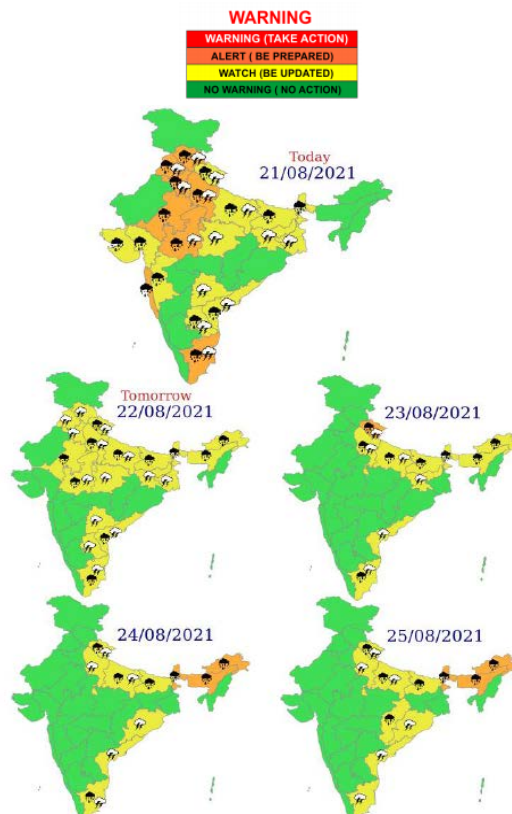 WARNING
WARNING (TAKE ACTION)
ALERT ( BE PREPARED)
WATCH (BE UPDATED)
NO WARNING ( NO ACTION)
Today
21/08/2021
Tomorrow
22/08/2021
23/08/2021
24/08/2021
25/08/2021